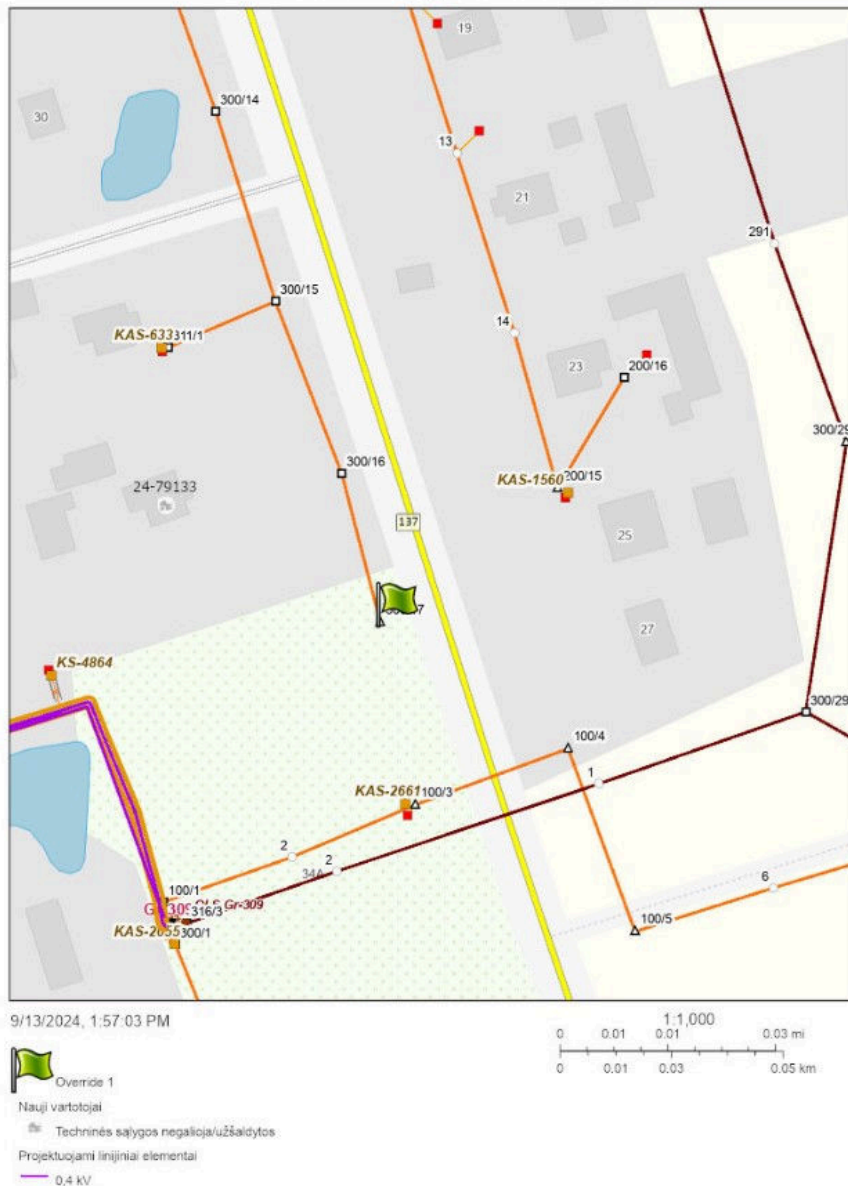 19
300/14
30
13
21
291
300/15
14
KAS-633
311/1
23
200/16
300/29
300/16
KAS-1560
200/15
24-79133
137
25
7
27
KS-4864
300/29
100/4
1
KAS-2661
100/3
2
2
34A
6
100/1
316/3
Gr-309
KAS-2655
300/1
100/5
9/13/2024, 1:57:03 PM
1:1,000
0 0.01 0.01 0.03 mi
0 0.01 0.03 0.05 km
Override 1
Nauji vartotojai
Techninės sąlygos negalioja/užšaldytos
Projektuojami linijiniai elementai
0,4 kV